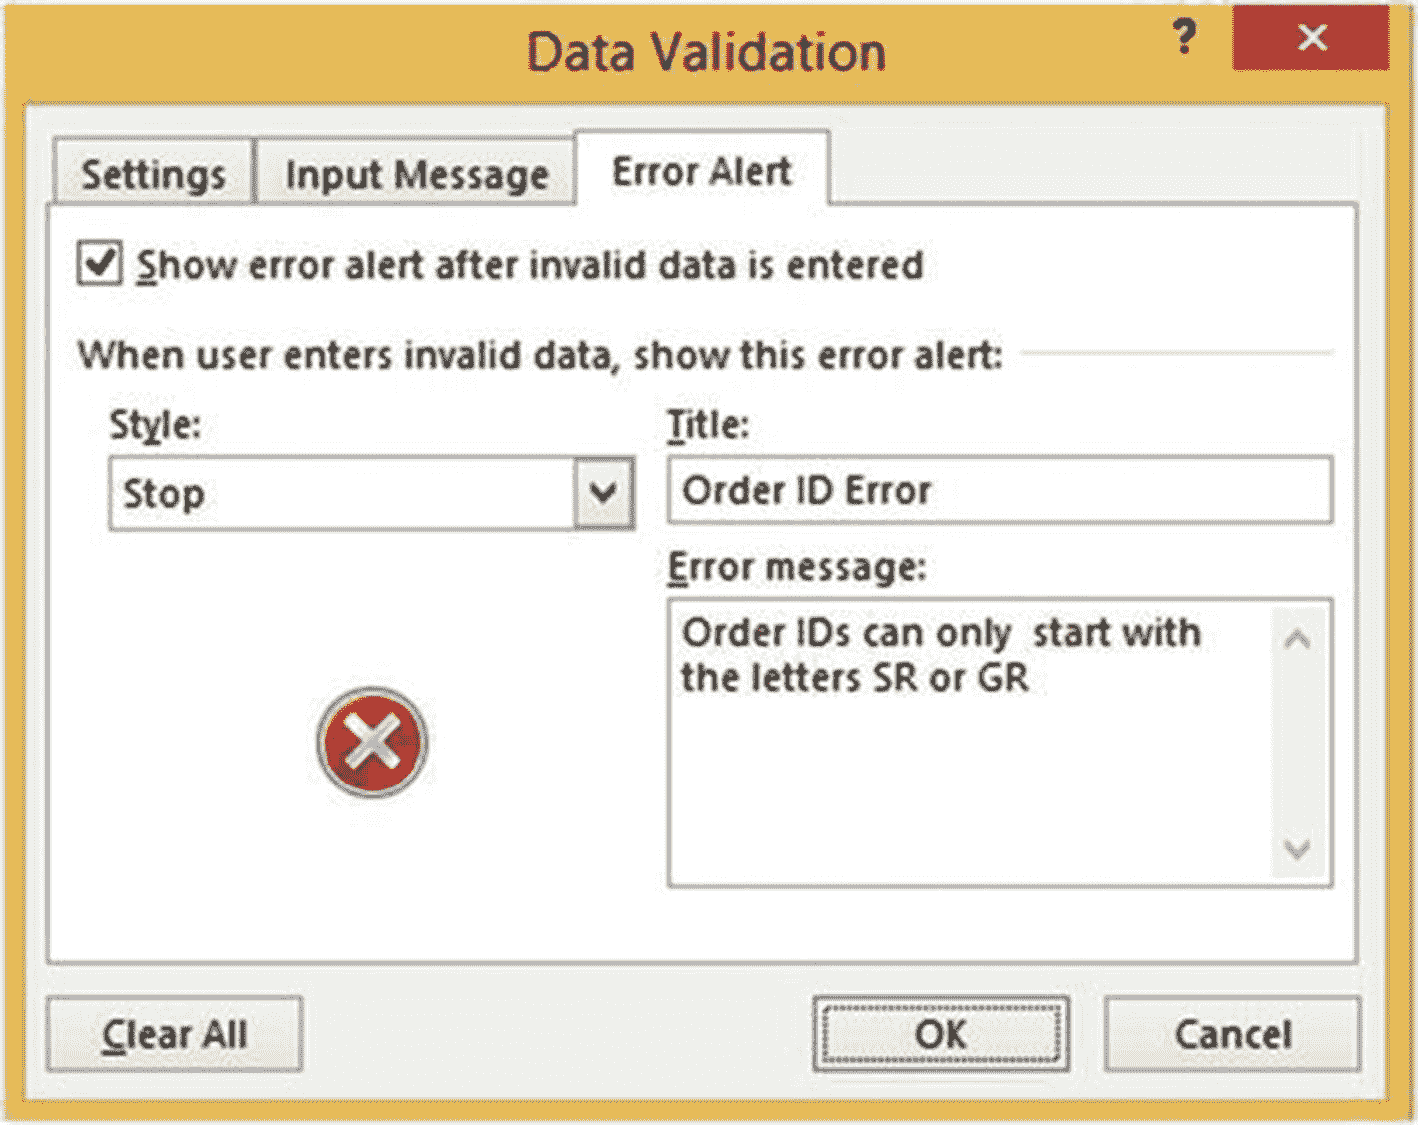 Data Validation ?
Settings Input Message Error Alert
Show error alert after invalid data is entered
When user enters invalid data, show this error alert:
Style: Title:
Stop Order ID Error
Error message:
Order IDs can only  start with
the letters SR or GR
Clear All OK Cancel